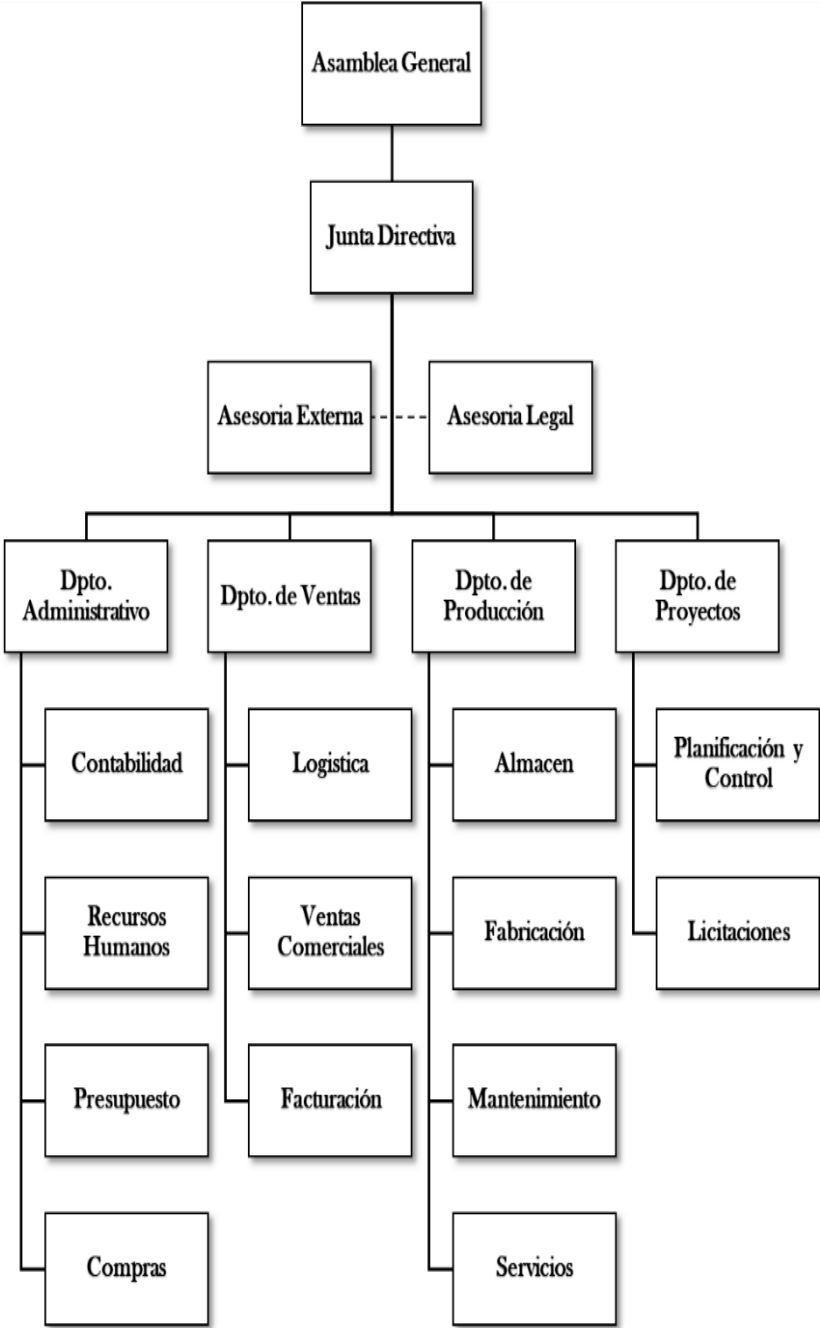 Asamblea General
Junta Directiva
Asesoria Externa
Asesoria Legal
Dpto.
Administrativo
Dpto. de Ventas
Dpto. de
Producción
Dpto. de
Proyectos
Contabilidad
Logistica
Almacen
Planificación y
Control
Recursos
Humanos
Ventas
Comerciales
Fabricación
Licitaciones
Presupuesto
Facturación
Mantenimiento
Compras
Servicios